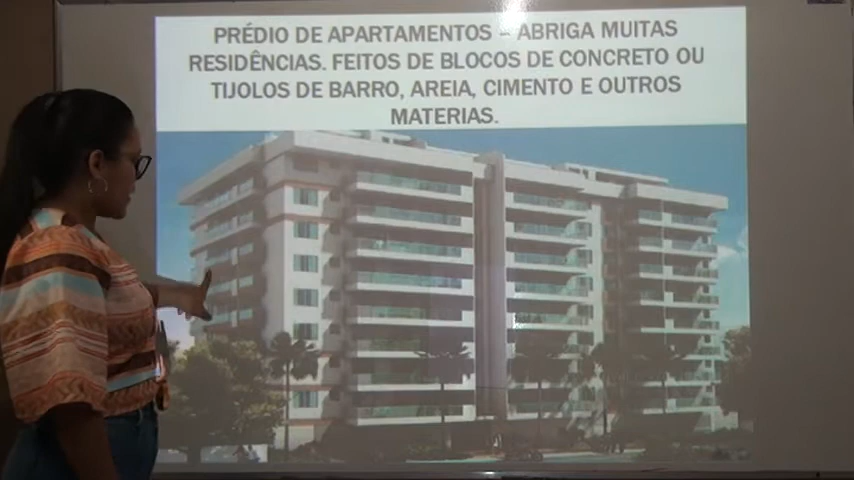 PRÉDIO DE APARTAMENTOS – ABRIGA MUITAS
RESIDÊNCIAS. FEITOS DE BLOCOS DE CONCRETO OU
TIJOLOS DE BARRO, AREIA, CIMENTO E OUTROS
MATERIAS.